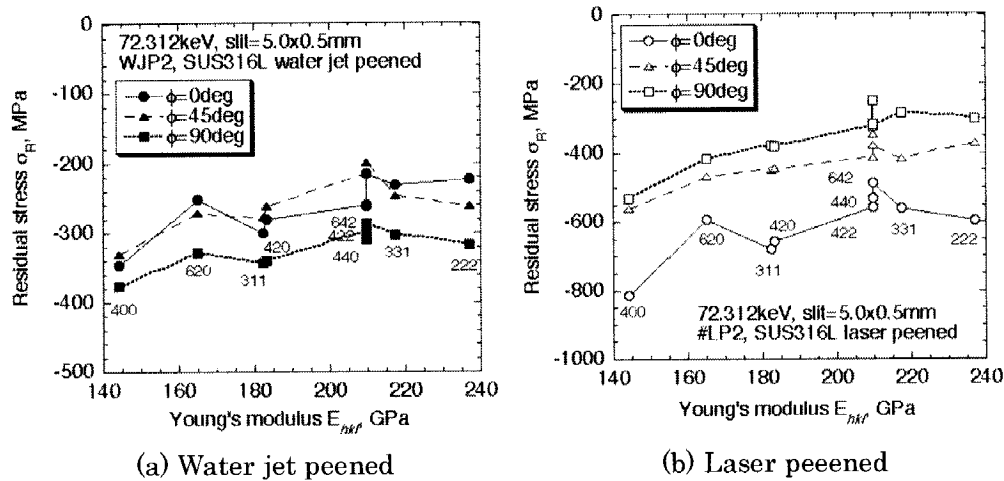 0
-100
-200
-300
-400
-500
Residual stress σR, MPa
72.312keV, slit=5.0x0.5mm
WJP2, SUS316L water jet peened
ϕ=0deg
ϕ=45deg
ϕ=90deg
400
620
311
420
642
422
440
331
222
140 160 180 200 220 240
Young's modulus Ehkl, GPa
(a) Water jet peened
0
-200
-400
-600
-800
-1000
Residual stress σR, MPa
ϕ=0deg
ϕ=45deg
ϕ=90deg
400
620
311
420
642
440
422
331
222
72.312keV, slit=5.0x0.5mm
#LP2, SUS316L laser peened
140 160 180 200 220 240
Young's modulus Ehkl, GPa
(b) Laser peeened